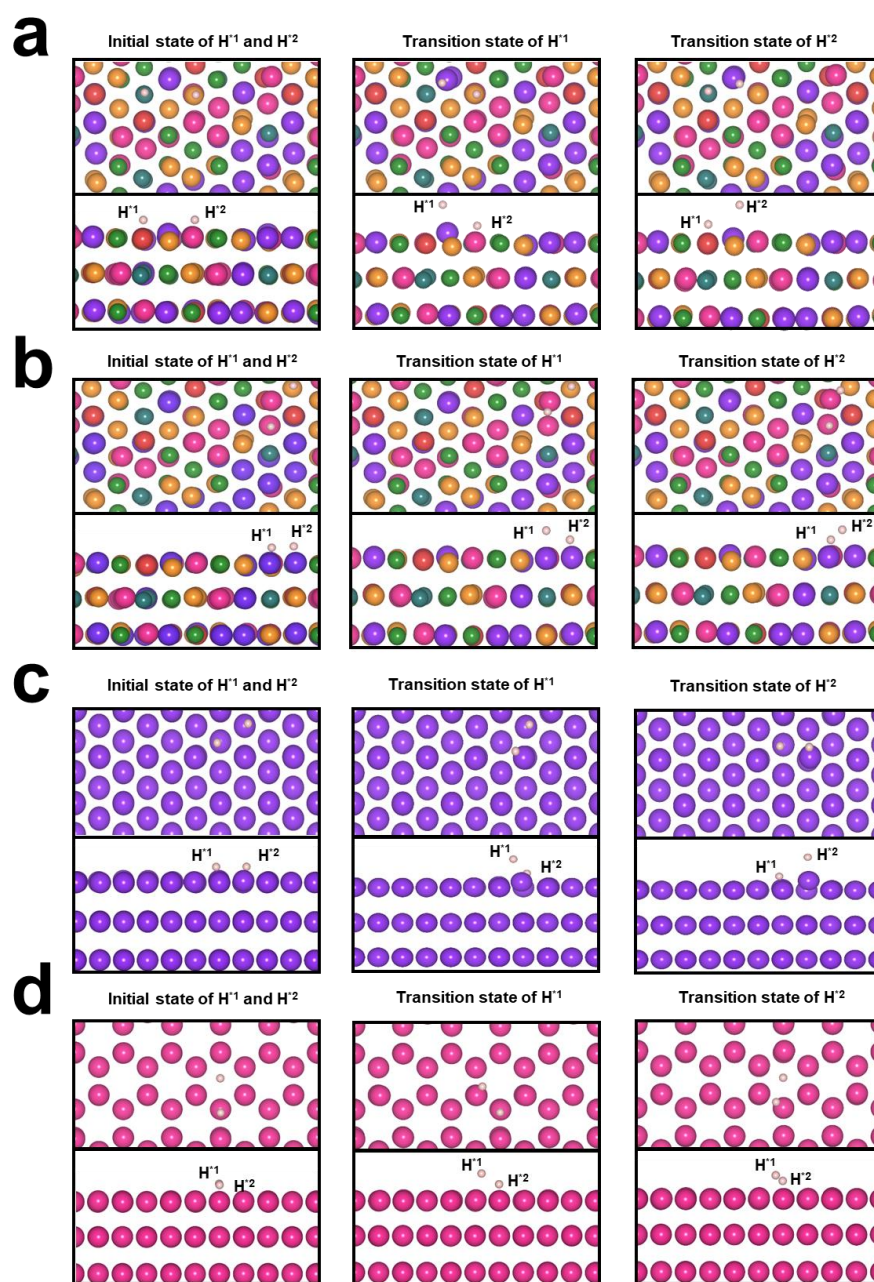 a
Initial state of H*1 and H*2
Transition state of H*1
Transition state of H*2
H*1
H*2
H*1
H*2
H*1
H*2
b
Initial state of H*1 and H*2
Transition state of H*1
Transition state of H*2
H*1
H*2
H*1
H*2
H*1
H*2
c
Initial state of H*1 and H*2
Transition state of H*1
Transition state of H*2
H*1
H*2
H*1
H*2
H*1
H*2
d
Initial state of H*1 and H*2
Transition state of H*1
Transition state of H*2
H*1
H*2
H*1
H*2
H*1
H*2